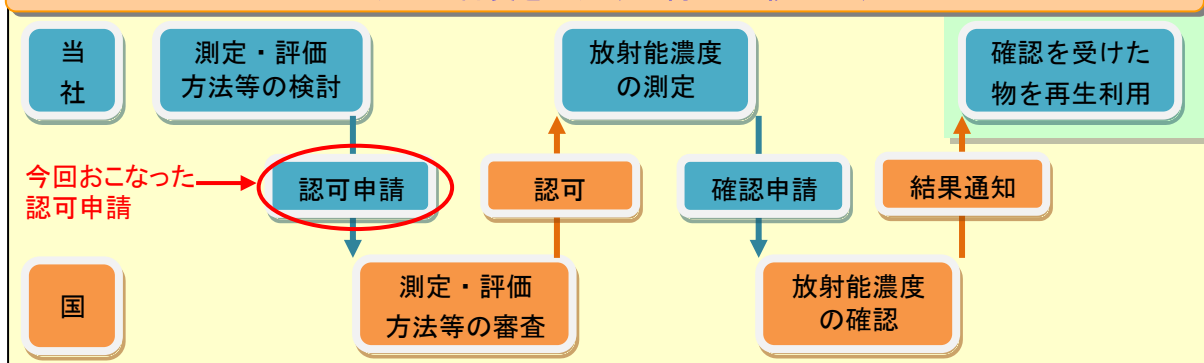 当
社
測定・評価
方法等の検討
放射能濃度
の測定
確認を受けた
物を再生利用
今回おこなった
認可申請
認可申請
認可
確認申請
結果通知
国
測定・評価
方法等の審査
放射能濃度
の確認